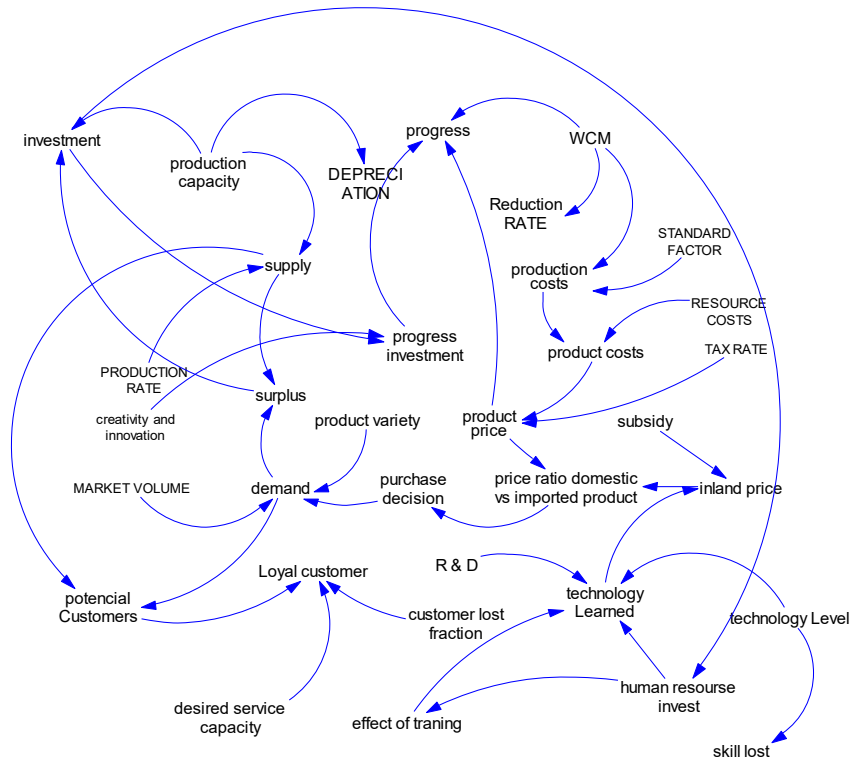 investment
production
capacity
progress
WCM
DEPRECI
ATION
Reduction
RATE
STANDARD
FACTOR
supply
production
costs
RESOURCE
COSTS
progress
investment
product costs
TAX RATE
PRODUCTION
RATE
surplus
creativity and
innovation
product variety
product
price
subsidy
MARKET VOLUME
demand
purchase
decision
price ratio domestic
vs imported product
inland price
Loyal customer
R & D
potencial
Customers
technology
Learned
customer lost
fraction
technology Level
desired service
capacity
effect of traning
human resourse
invest
skill lost